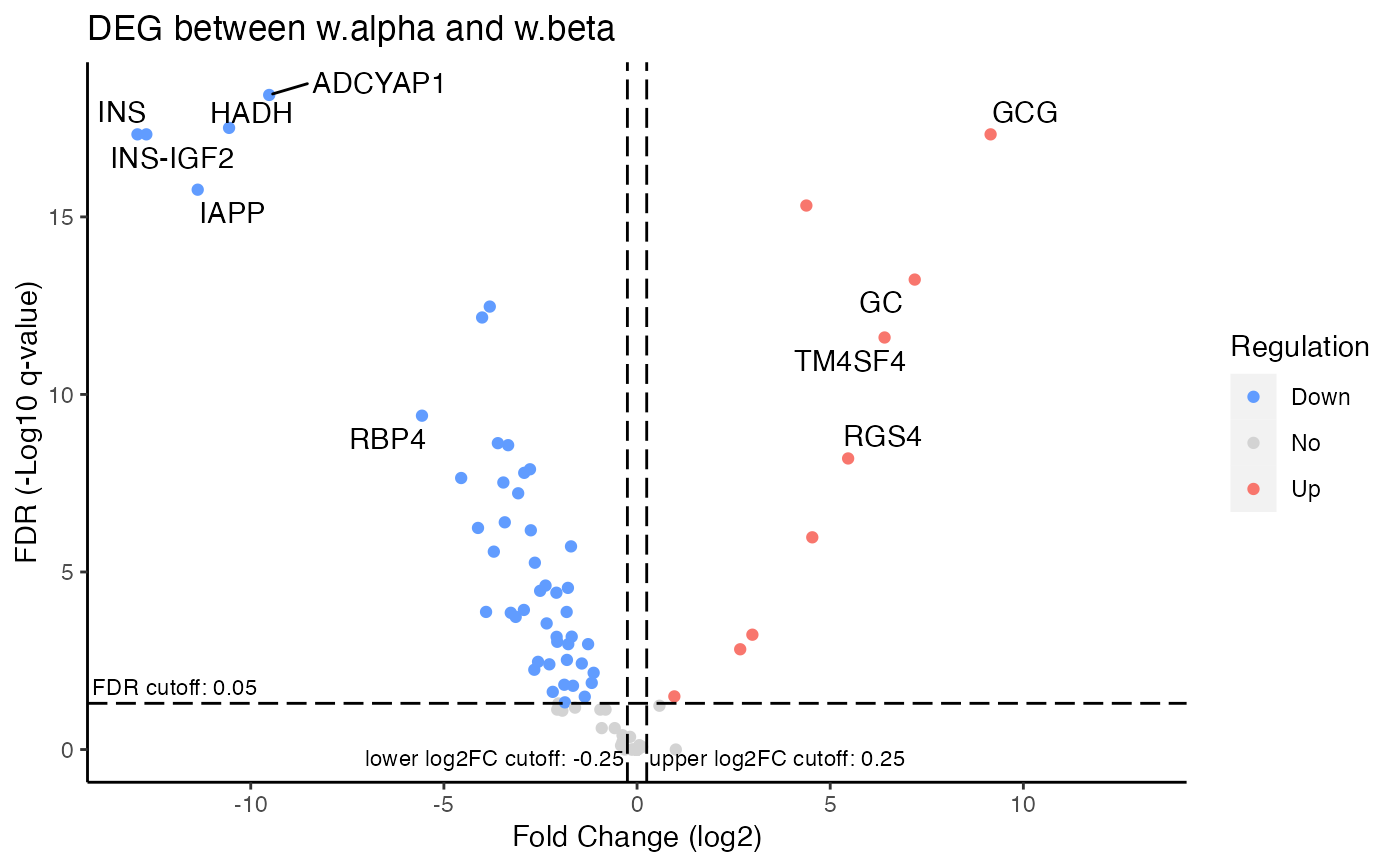 DEG between w.alpha and w.beta
ADCYAP1
INS
HADH
GCG
INS-IGF2
IAPP
15
GC
TM4SF4
Regulation
Down
No
Up
10
RBP4
RGS4
FDR (-Log10 q-value)
5
FDR cutoff: 0.05
0
lower log2FC cutoff: -0.25
upper log2FC cutoff: 0.25
-10
-5
0
5
10
Fold Change (log2)